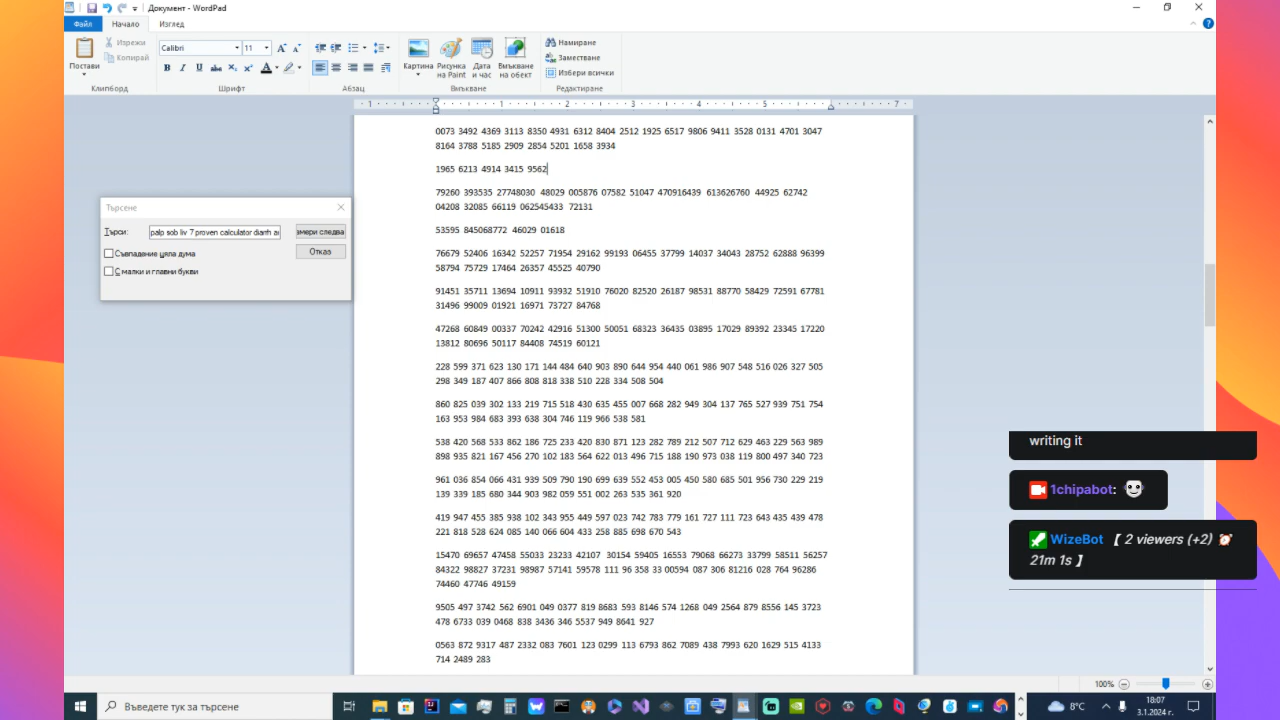 Документ - WordPad
Файл
Начало
Изглед
Постави
Изрежи
Копирай
Клипборд
Calibri
11
Шрифт
Абзац
Картина
Рисунка
на Paint
Дата
и час
Вмъкване
на обект
Вмъкване
Намиране
Заместване
Избери всички
Редактиране
1 1 2 3 4 5 7
0073 3492 4369 3113 8350 4931 6312 8404 2512 1925 6517 9806 9411 3528 0131 4701 3047
8164 3788 5185 2909 2854 5201 1658 3934
1965 6213 4914 3415 9562
79260 393535 27748030 48029 005876 07582 51047 470916439 613626760 44925 62742
04208 32085 66119 062545433 72131
53595 845068772 46029 01618
76679 52406 16342 52257 71954 29162 99193 06455 37799 14037 34043 28752 62888 96399
58794 75729 17464 26357 45525 40790
91451 35711 13694 10911 93932 51910 76020 82520 26187 98531 88770 58429 72591 67781
31496 99009 01921 16971 73727 84768
47268 60849 00337 70242 42916 51300 50051 68323 36435 03895 17029 89392 23345 17220
13812 80696 50117 84408 74519 60121
228 599 371 623 130 171 144 484 640 903 890 644 954 440 061 986 907 548 516 026 327 505
298 349 187 407 866 808 818 338 510 228 334 508 504
860 825 039 302 133 219 715 518 430 635 455 007 668 282 949 304 137 765 527 939 751 754
163 953 984 683 393 638 304 746 119 966 538 581
538 420 568 533 862 186 725 233 420 830 871 123 282 789 212 507 712 629 463 229 563 989
898 935 821 167 456 270 102 183 564 622 013 496 715 188 190 973 038 119 800 497 340 723
961 036 854 066 431 939 509 790 190 699 639 552 453 005 450 580 685 501 956 730 229 219
139 339 185 680 344 903 982 059 551 002 263 535 361 920
419 947 455 385 938 102 343 955 449 597 023 742 783 779 161 727 111 723 643 435 439 478
221 818 528 624 085 140 066 604 433 258 885 698 670 543
15470 69657 47458 55033 23233 42107 30154 59405 16553 79068 66273 33799 58511 56257
84322 98827 37231 98987 57141 59578 111 96 358 33 00594 087 306 81216 028 764 96286
74460 47746 49159
9505 497 3742 562 6901 049 0377 819 8683 593 8146 574 1268 049 2564 879 8556 145 3723
478 6733 039 0468 838 3436 346 5537 949 8641 927
0563 872 9317 487 2332 083 7601 123 0299 113 6793 862 7089 438 7993 620 1629 515 4133
714 2489 283
Търсене
Търси:
palp sob liv 7 proven calculator diarrh
амери следва
Съвпадение цяла дума
Отказ
С малки и главни букви
writing it
1chipabot:
WizeBot 【 2 viewers (+2)
21m 1s 】
100%
Въведете тук за търсене
8°C
18:07
3.1.2024 г.